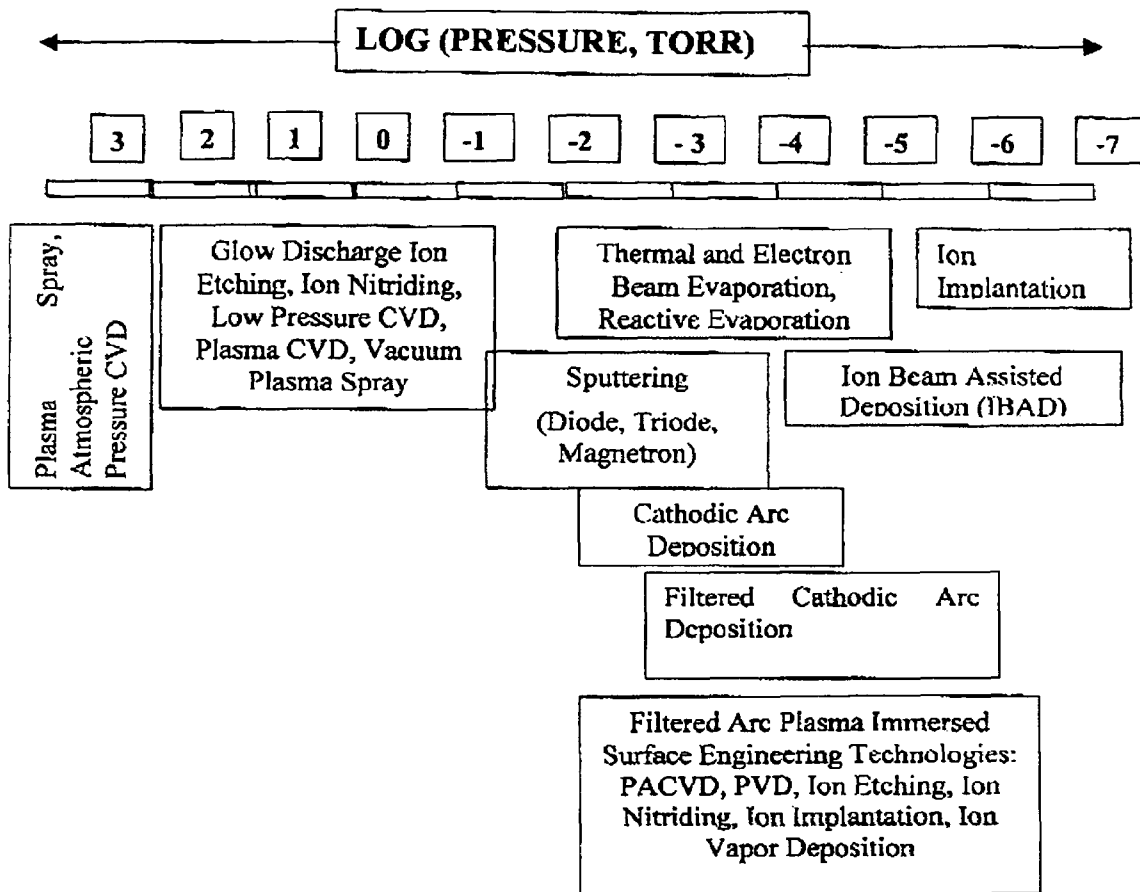 LOG (PRESSURE, TORR)
3 2 1 0 -1 -2 - 3 -4 -5 -6 -7
Plasma Spray,
Atmospheric
Pressure CVD
Glow Discharge Ion
Etching, Ion Nitriding,
Low Pressure CVD,
Plasma CVD, Vacuum
Plasma Spray
Thermal and Electron
Beam Evaporation,
Reactive Evaporation
Ion
Implantation
Sputtering
(Diode, Triode,
Magnetron)
Ion Beam Assisted
Deposition (IBAD)
Cathodic Arc
Deposition
Filtered Cathodic Arc
Deposition
Filtered Arc Plasma Immersed
Surface Engineering Technologies:
PACVD, PVD, Ion Etching, Ion
Nitriding, Ion Implantation, Ion
Vapor Deposition